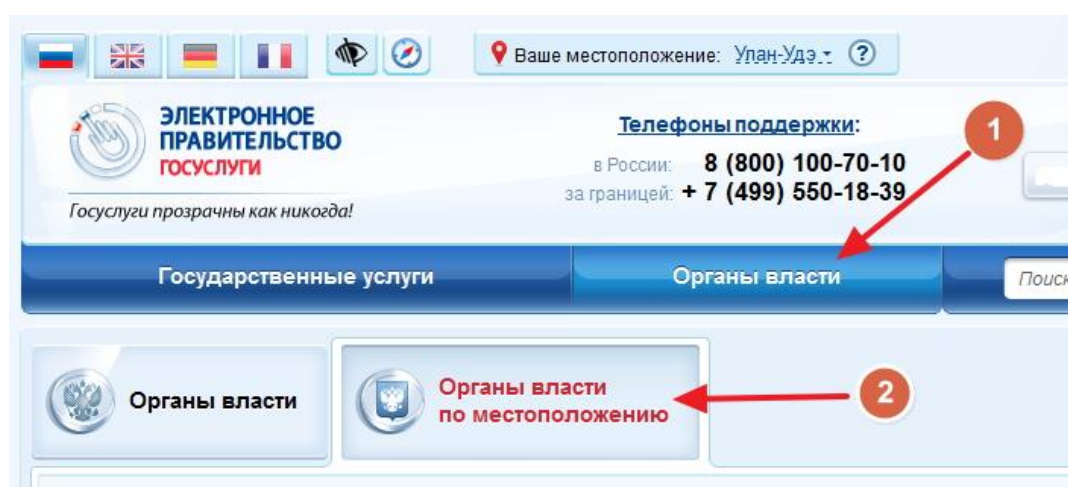 Ваше местоположение: Улан-Удэ ?
ЭЛЕКТРОННОЕ
ПРАВИТЕЛЬСТВО
ГОСУСЛУГИ
Госуслуги прозрачны как никогда!
Телефоны поддержки:
в России: 8 (800) 100-70-10
за границей: + 7 (499) 550-18-39
1
Государственные услуги
Органы власти
Поиск
Органы власти
Органы власти
по местоположению
2